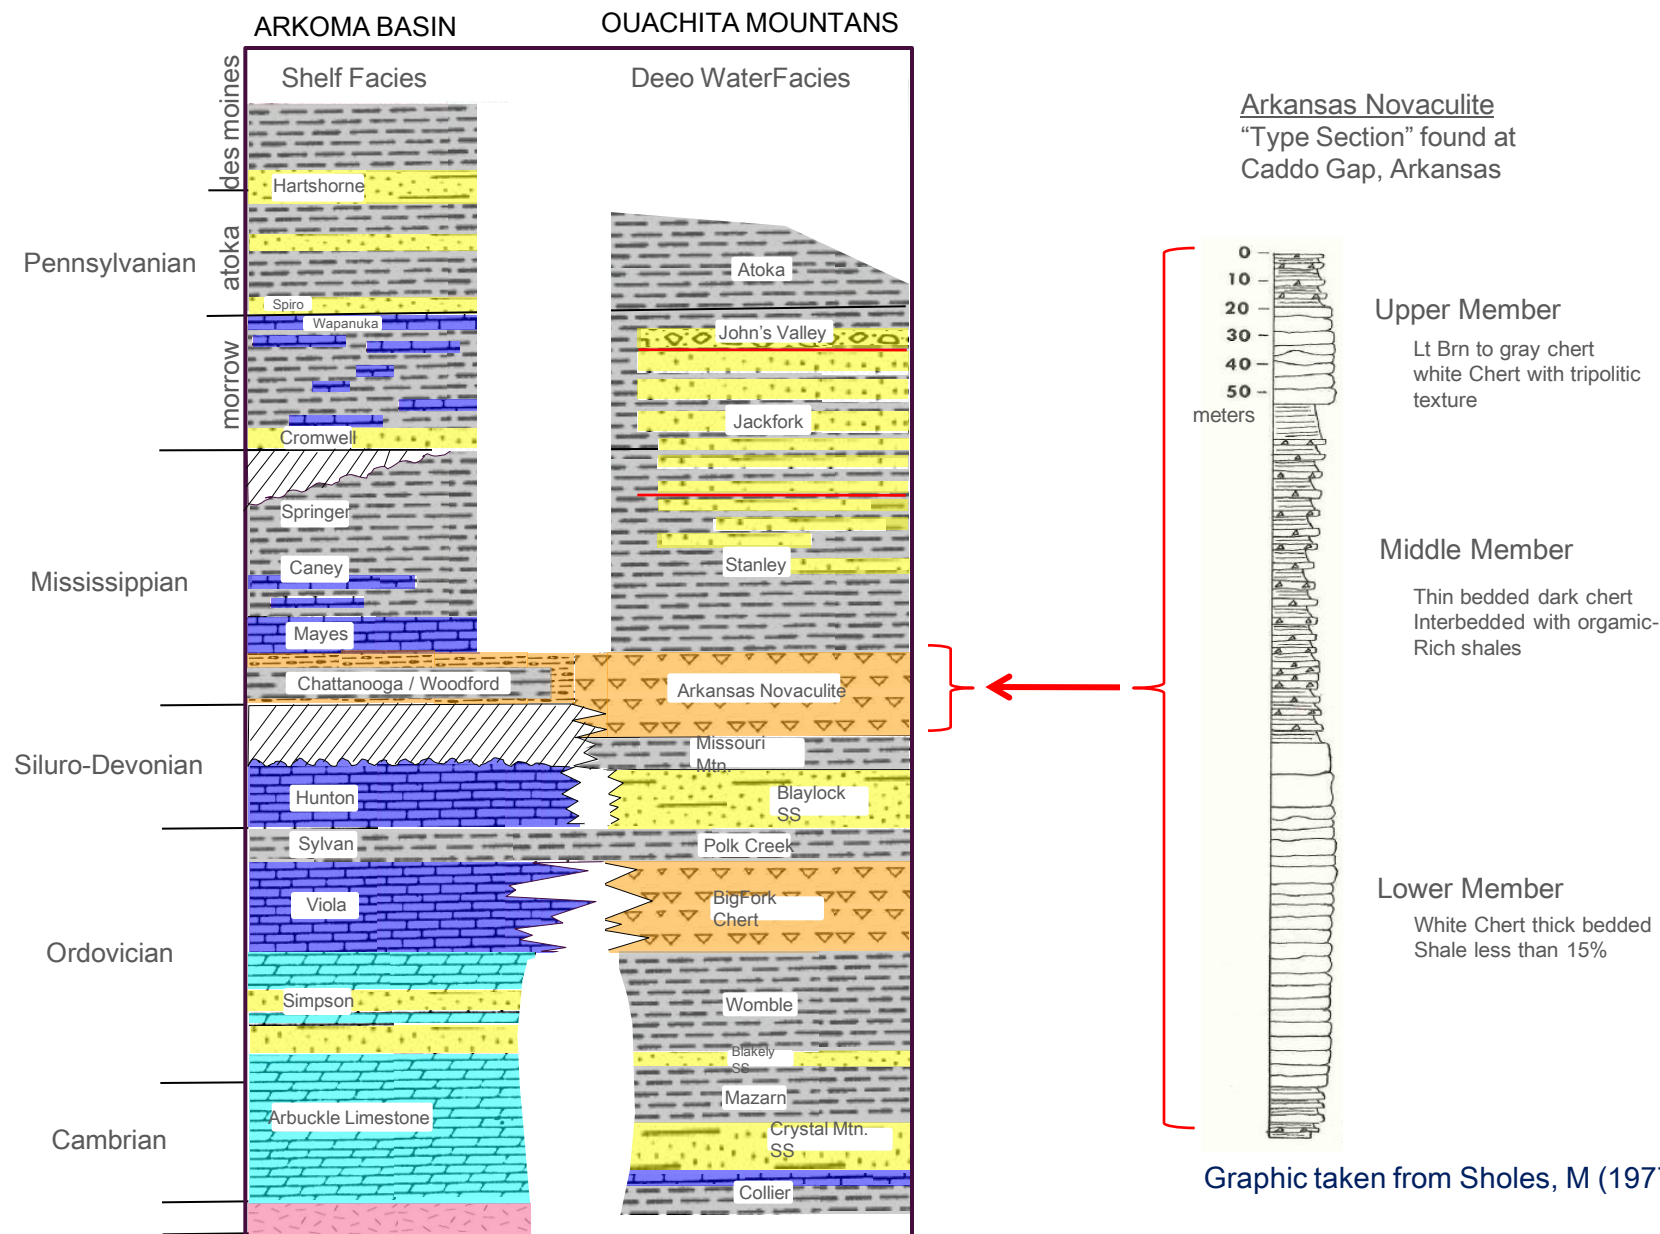 ARKOMA BASIN
OUACHITA MOUNTANS
Shelf Facies
Deeo WaterFacies
des moines
Hartshorne
Pennsylvanian
atoka
Atoka
Spiro
Wapanuka
John's Valley
morrow
Jackfork
Cromwell
Springer
Caney
Stanley
Mississippian
Mayes
Chattanooga / Woodford
Arkansas Novaculite
Missouri
Mtn.
Siluro-Devonian
Hunton
Blaylock
SS
Sylvan
Polk Creek
Viola
BigFork
Chert
Ordovician
Simpson
Womble
Blakely
SS
Mazarn
Arbuckle Limestone
Crystal Mtn.
SS
Cambrian
Collier
Arkansas Novaculite
"Type Section" found at
Caddo Gap, Arkansas
0
10
20
30
40
50
meters
Upper Member
Lt Brn to gray chert
white Chert with tripolitic
texture
Middle Member
Thin bedded dark chert
Interbedded with orgamic-
Rich shales
Lower Member
White Chert thick bedded
Shale less than 15%
Graphic taken from Sholes, M (197